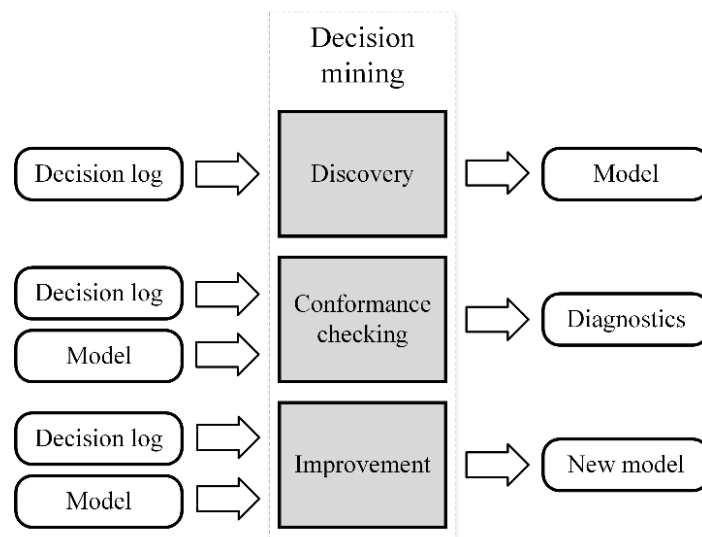 Decision
mining
Decision log
Discovery
Model
Decision log
Model
Conformance
checking
Diagnostics
Decision log
Model
Improvement
New model